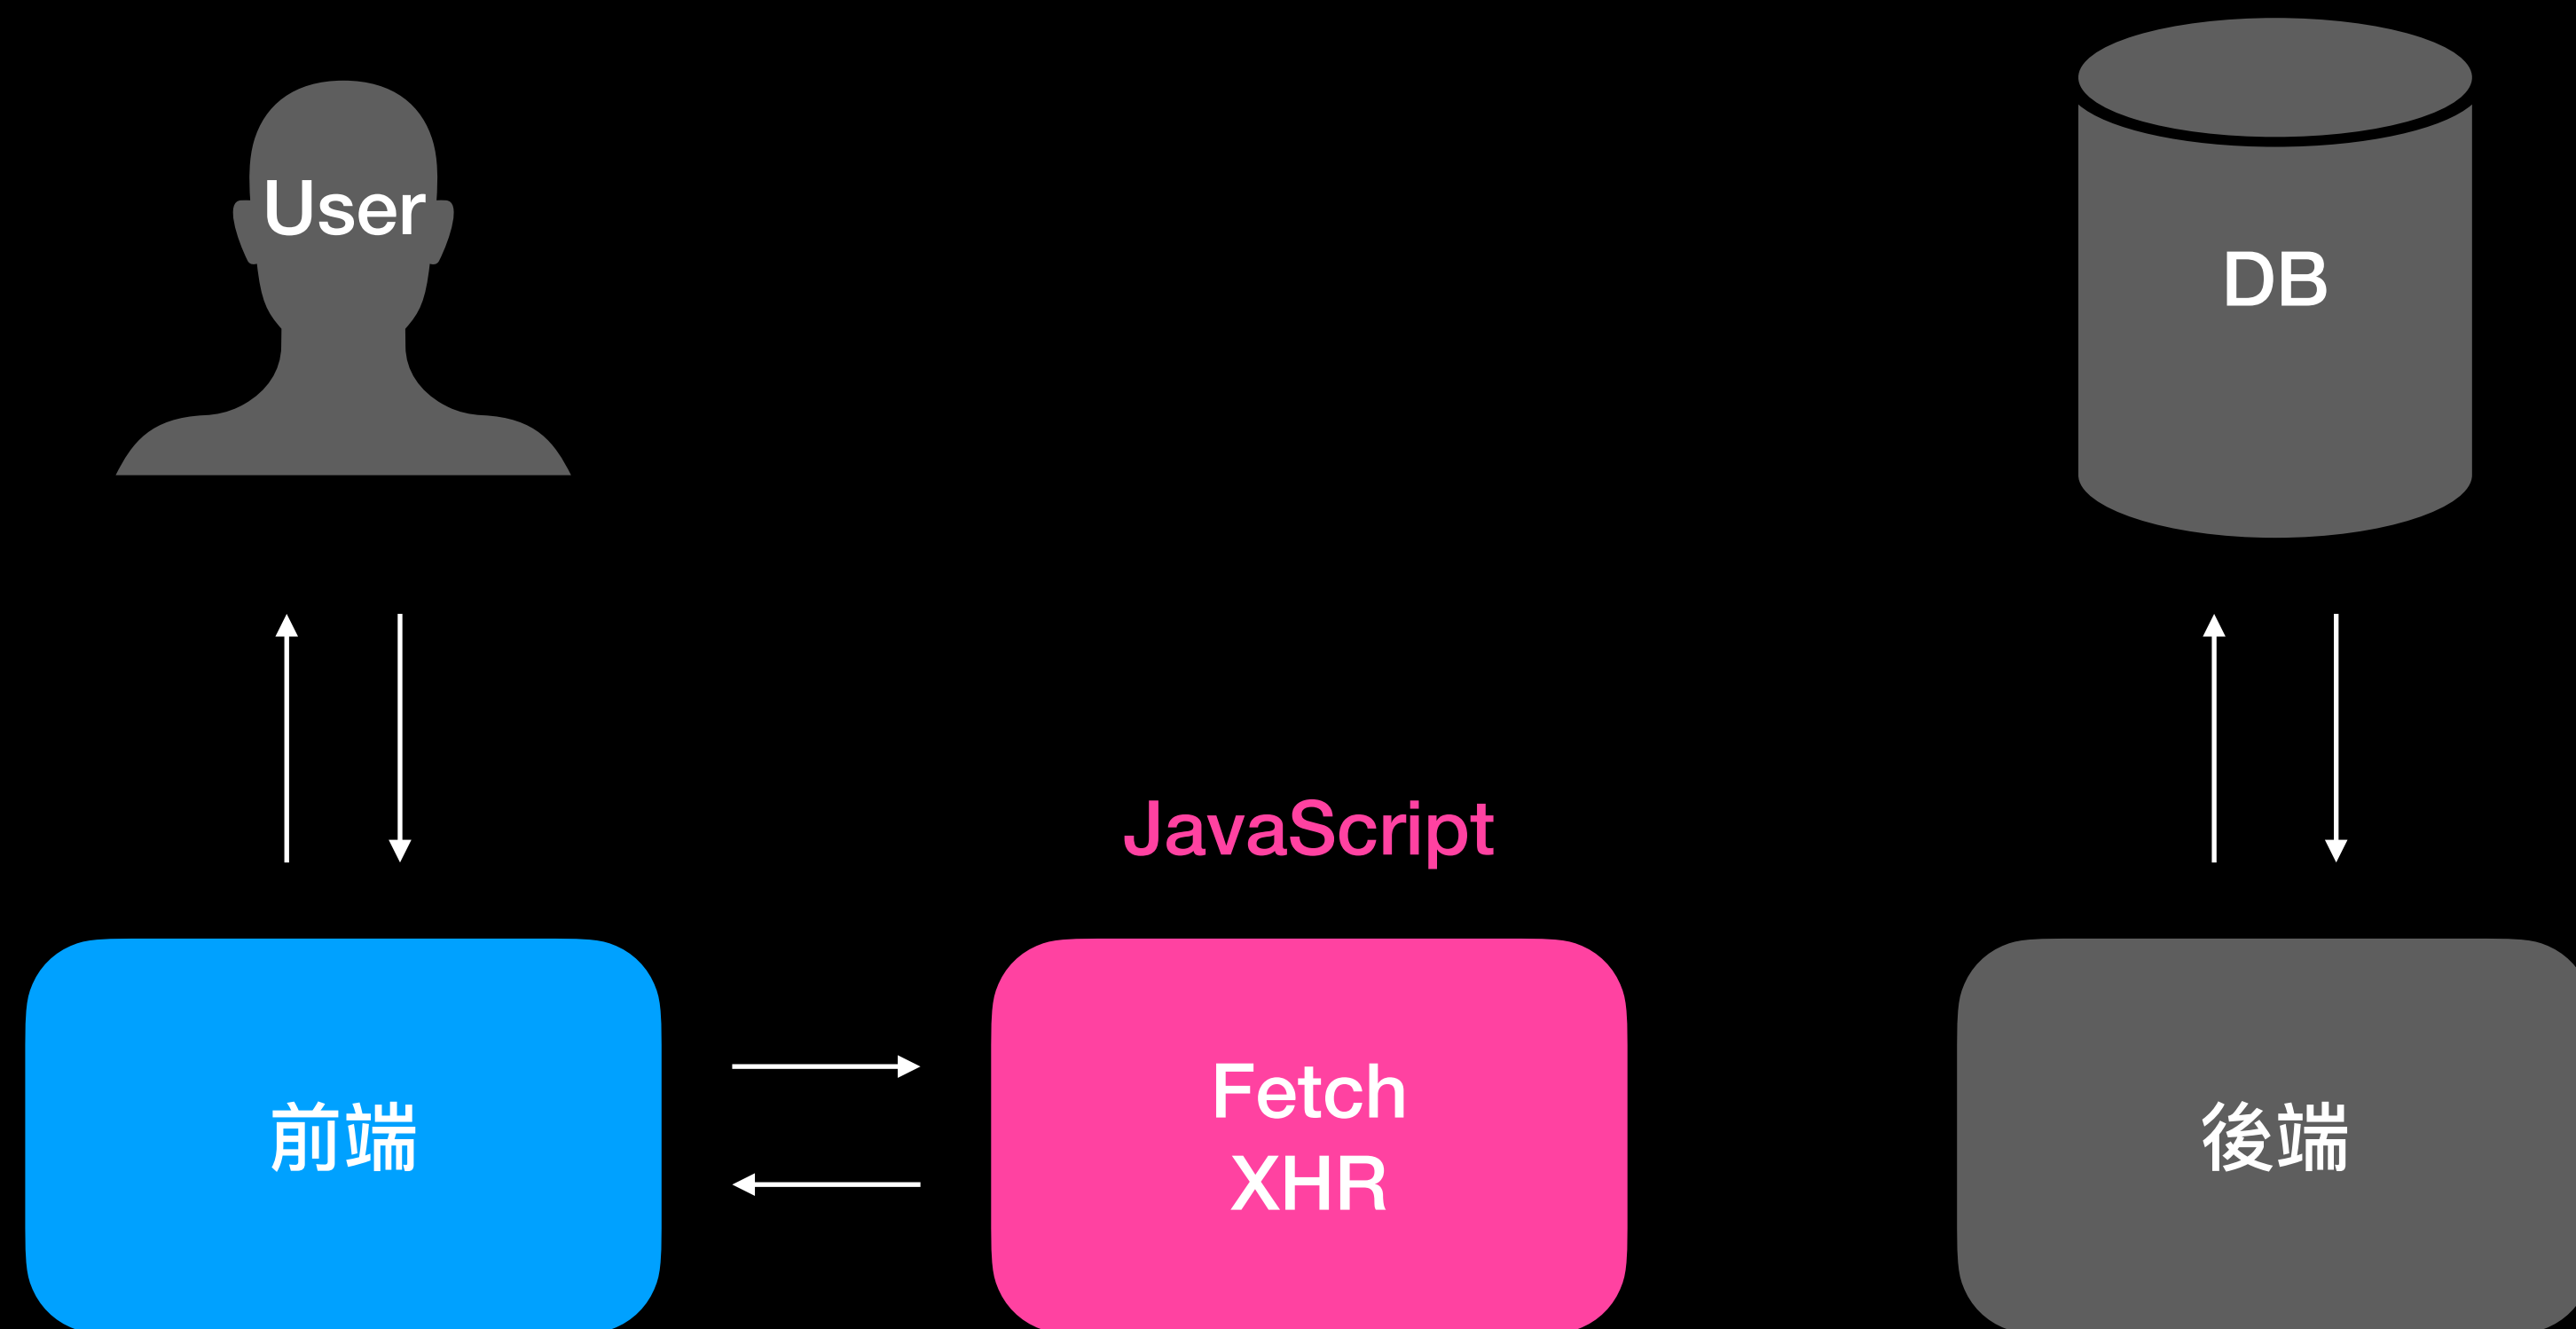 User
DB
JavaScript
前端
Fetch
XHR
後端